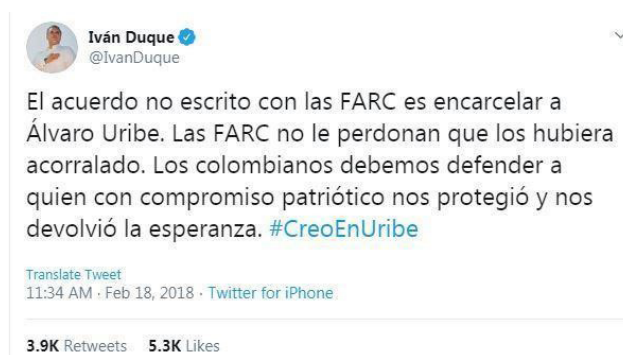 Iván Duque
@IvanDuque
El acuerdo no escrito con las FARC es encarcelar a
Álvaro Uribe. Las FARC no le perdonan que los hubiera
acorralado. Los colombianos debemos defender a
quien con compromiso patriótico nos protegió y nos
devolvió la esperanza. #CreoEnUribe
Translate Tweet
11:34 AM · Feb 18, 2018 · Twitter for iPhone
3.9K Retweets 5.3K Likes